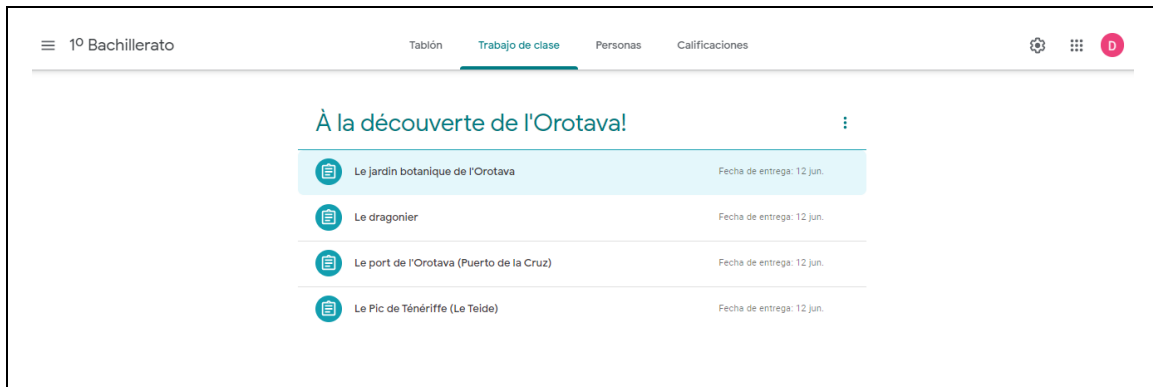 1º Bachillerato
Tablón Trabajo de clase Personas Calificaciones
D
À la découverte de l'Orotava!
Le jardin botanique de l'Orotava Fecha de entrega: 12 jun.
Le dragonier Fecha de entrega: 12 jun.
Le port de l'Orotava (Puerto de la Cruz) Fecha de entrega: 12 jun.
Le Pic de Ténériffe (Le Teide) Fecha de entrega: 12 jun.